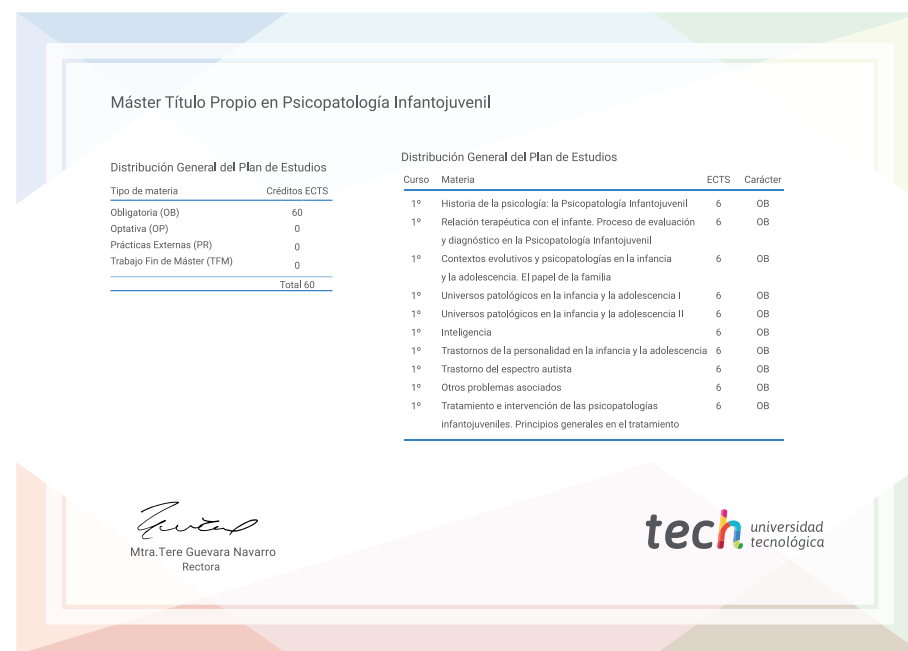 Máster Título Propio en Psicopatología Infantojuvenil
Distribución General del Plan de Estudios
Tipo de materia Créditos ECTS
Obligatoria (OB) 60
Optativa (OP) 0
Prácticas Externas (PR) 0
Trabajo Fin de Máster (TFM) 0
Total 60
Distribución General del Plan de Estudios
Curso Materia ECTS Carácter
1º Historia de la psicología: la Psicopatología Infantojuvenil 6 OB
1º Relación terapéutica con el infante. Proceso de evaluación 6 OB
y diagnóstico en la Psicopatología Infantojuvenil
1º Contextos evolutivos y psicopatologías en la infancia 6 OB
y la adolescencia. El papel de la familia
1º Universos patológicos en la infancia y la adolescencia I 6 OB
1º Universos patológicos en la infancia y la adolescencia II 6 OB
1º Inteligencia 6 OB
1º Trastornos de la personalidad en la infancia y la adolescencia 6 OB
1º Trastorno del espectro autista 6 OB
1º Otros problemas asociados 6 OB
1º Tratamiento e intervención de las psicopatologías 6 OB
infantojuveniles. Principios generales en el tratamiento
Mtra.Tere Guevara Navarro
Rectora
tech universidad
tecnológica